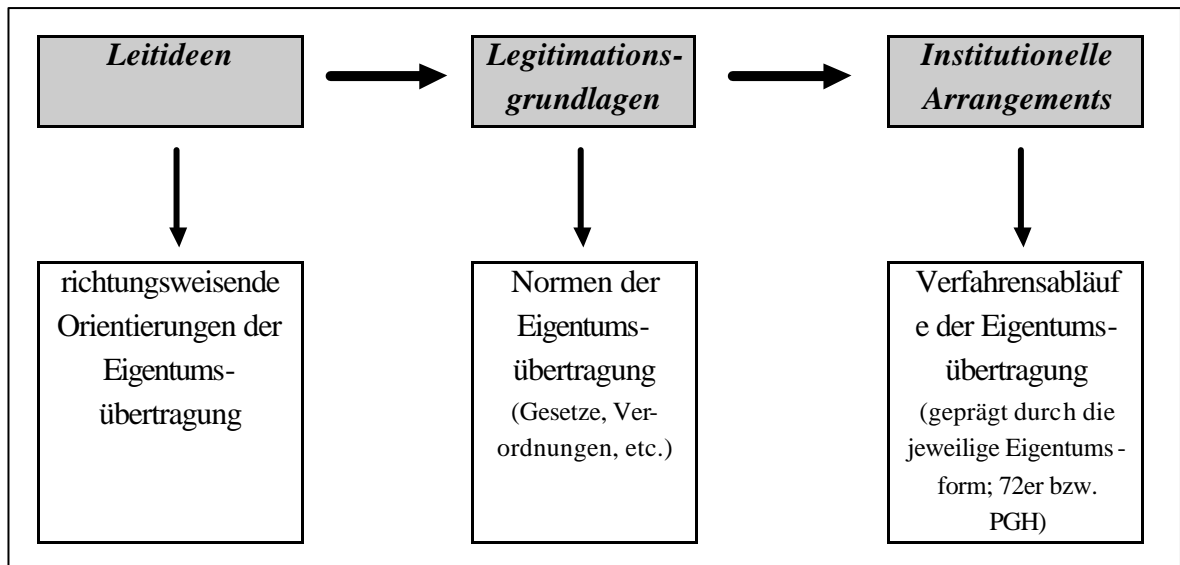 Leitideen
Legitimations-
grundlagen
Institutionelle
Arrangements
richtungsweisende
Orientierungen der
Eigentums-
übertragung
Normen der
Eigentums-
übertragung
(Gesetze, Ver-
ordnungen, etc.)
Verfahrensabläuf
e der Eigentums-
übertragung
(geprägt durch die
jeweilige Eigentums-
form; 72er bzw.
PGH)